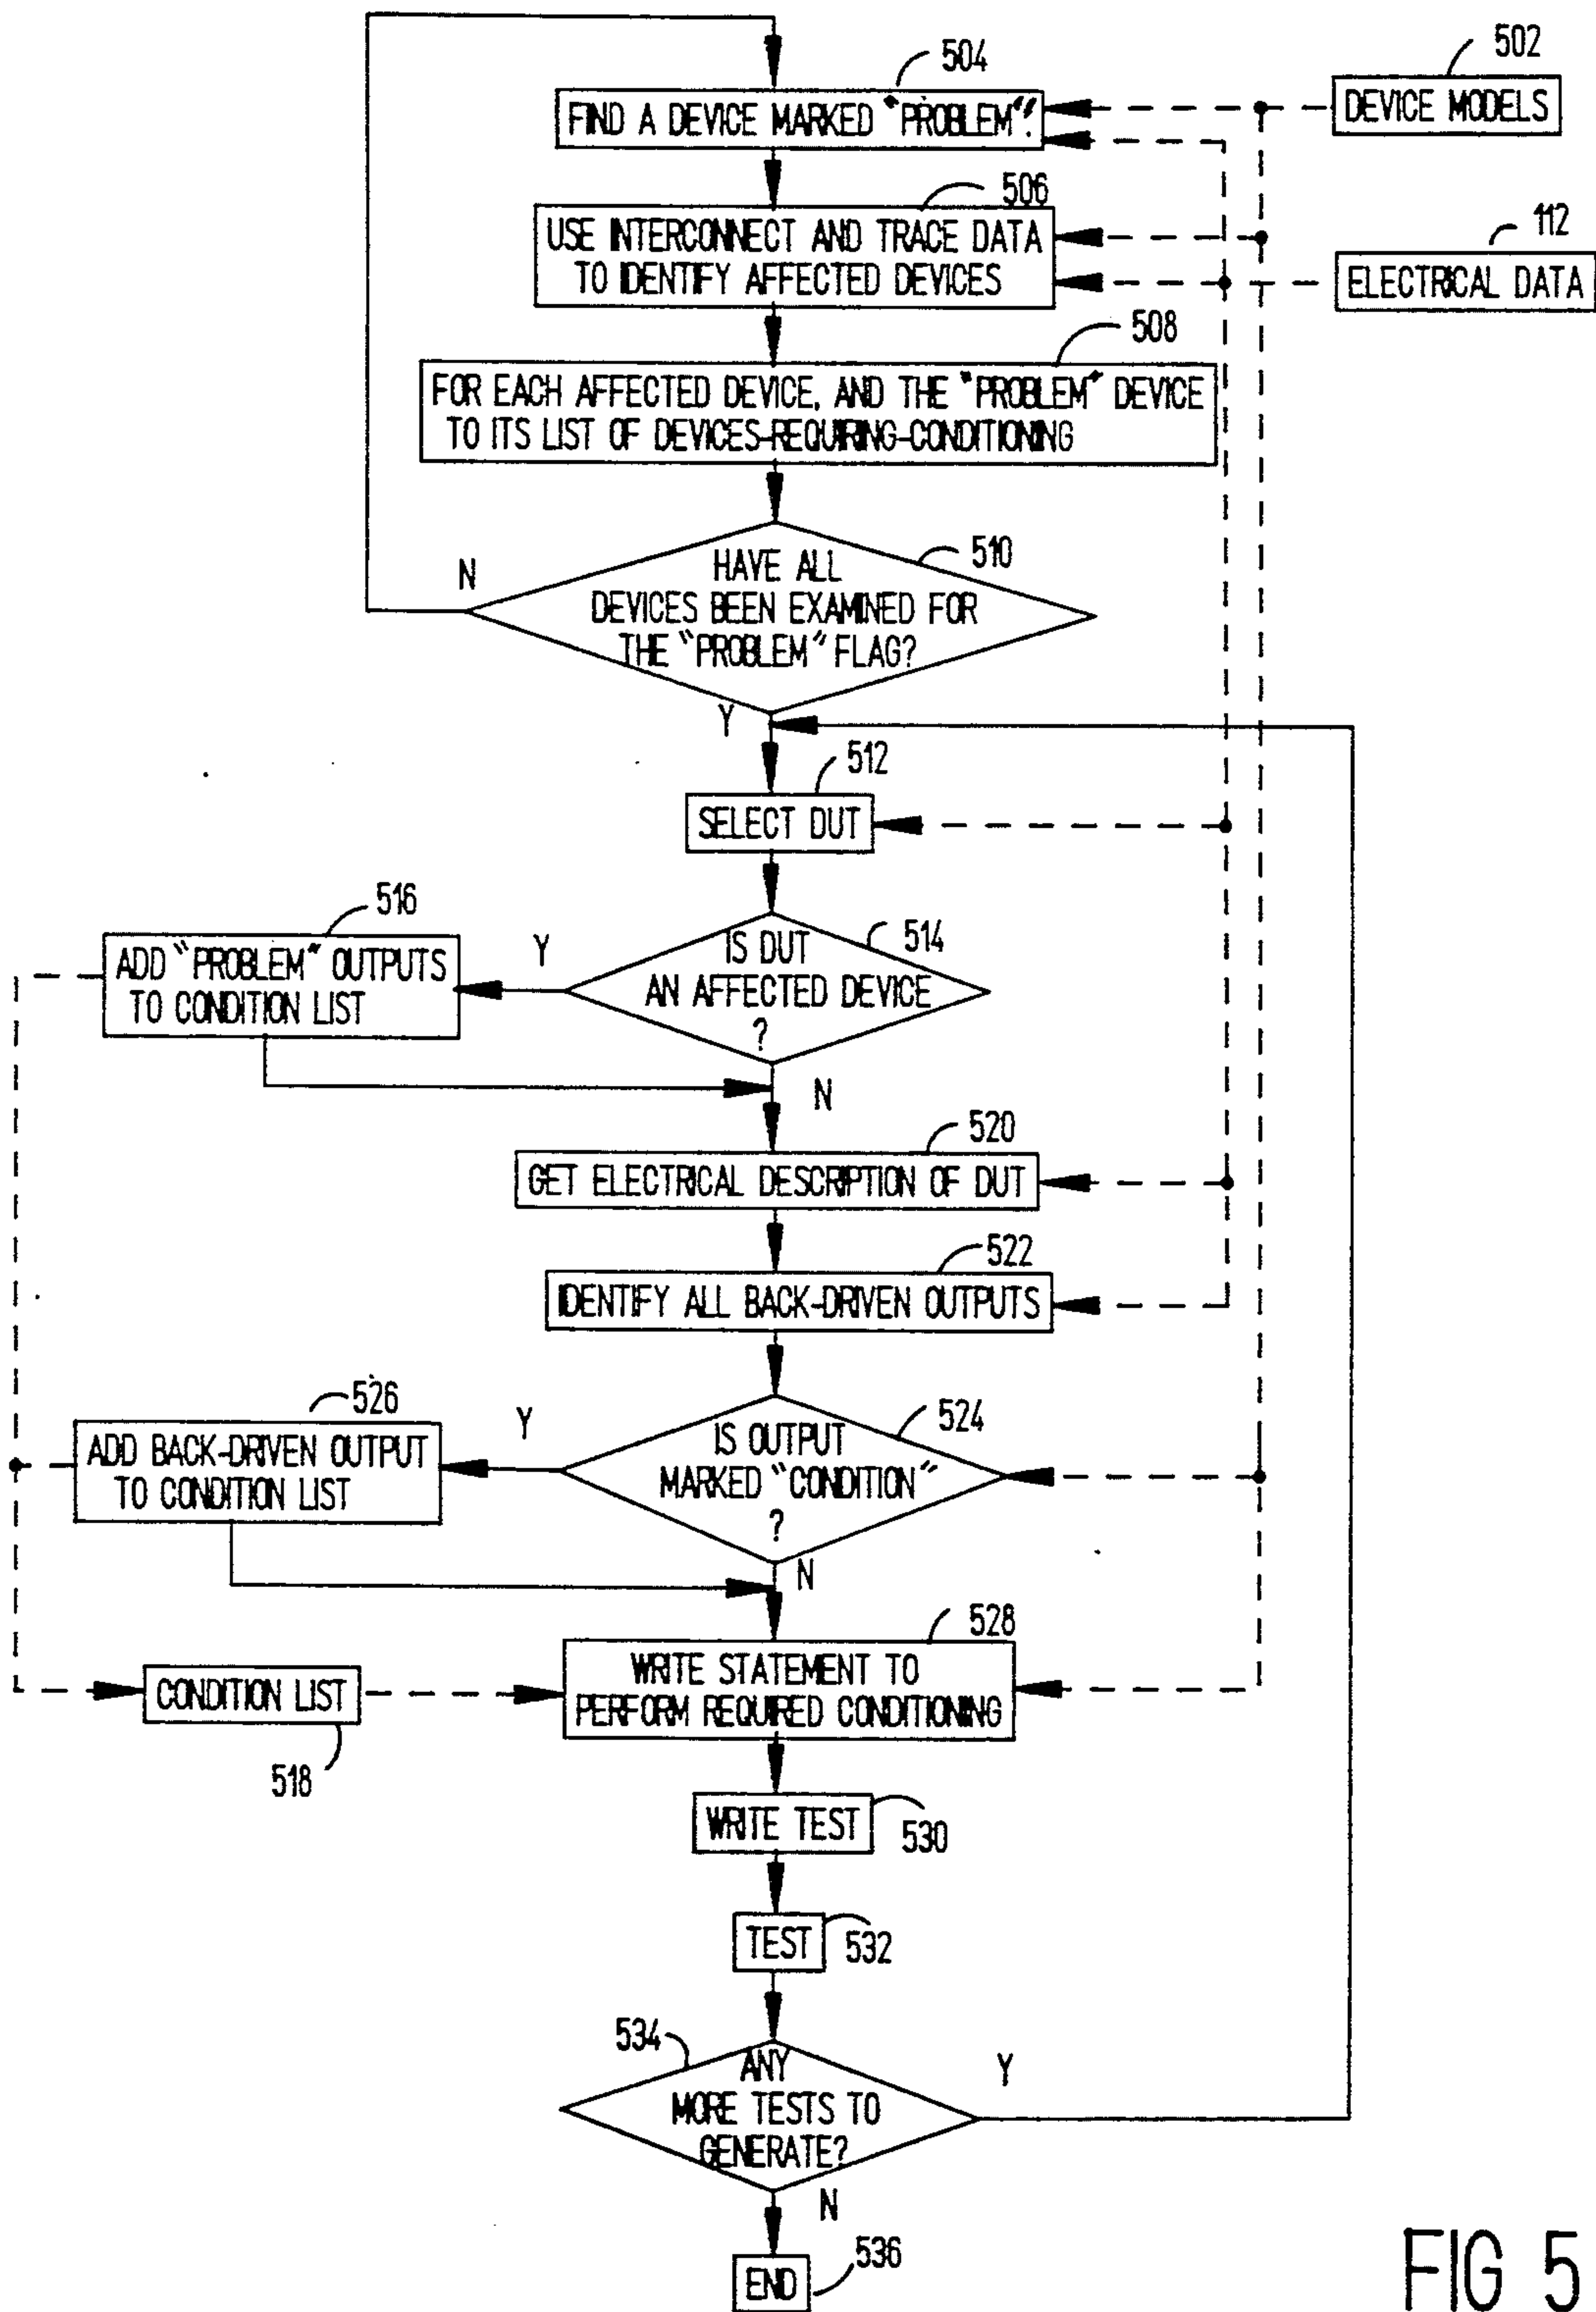 504
502
FIND A DEVICE MARKED "PROBLEM".
DEVICE MODELS
506
USE INTERCONNECT AND TRACE DATA
TO IDENTIFY AFFECTED DEVICES
112
ELECTRICAL DATA
508
FOR EACH AFFECTED DEVICE, AND THE "PROBLEM" DEVICE
TO ITS LIST OF DEVICES-REQUIRING-CONDITIONING
510
N
HAVE ALL
DEVICES BEEN EXAMINED FOR
THE "PROBLEM" FLAG?
Y
512
SELECT DUT
516
514
ADD "PROBLEM" OUTPUTS
TO CONDITION LIST
Y
IS DUT
AN AFFECTED DEVICE
?
N
520
GET ELECTRICAL DESCRIPTION OF DUT
522
IDENTIFY ALL BACK-DRIVEN OUTPUTS
526
524
ADD BACK-DRIVEN OUTPUT
TO CONDITION LIST
Y
IS OUTPUT
MARKED "CONDITION"
?
N
528
CONDITION LIST
518
WRITE STATEMENT TO
PERFORM REQUIRED CONDITIONING
WRITE TEST
530
TEST
532
534
ANY
MORE TESTS TO
GENERATE?
Y
N
END
536
FIG 5